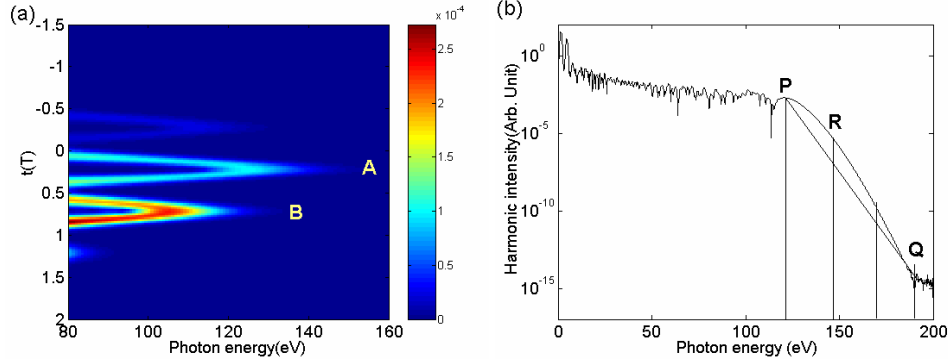 (a)
x 10⁻⁴
-1.5
-1
-0.5
0
0.5
1
1.5
2
t(T)
80 100 120 140 160
Photon energy(eV)
A
B
2.5
2
1.5
1
0.5
0
(b)
10⁰
10⁻⁵
10⁻¹⁰
10⁻¹⁵
Harmonic intensity(Arb. Unit)
P
R
Q
0 50 100 150 200
Photon energy (eV)